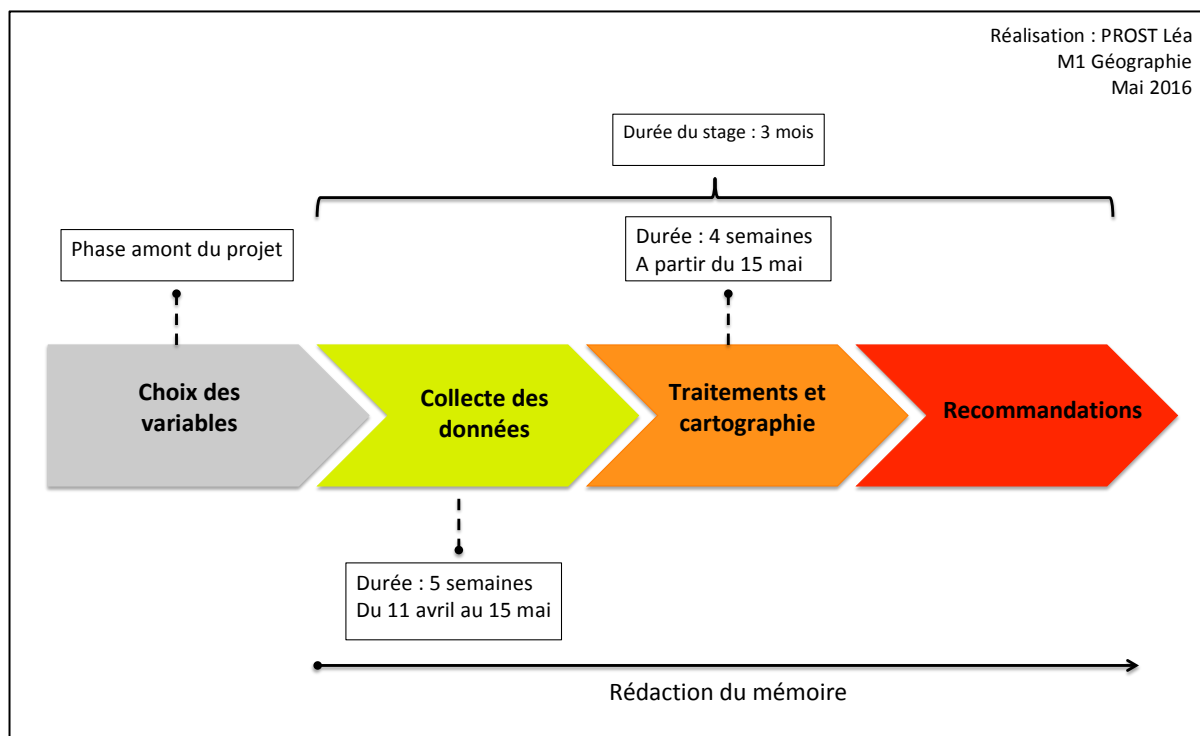 Réalisation : PROST Léa
M1 Géographie
Mai 2016
Durée du stage : 3 mois
Phase amont du projet
Durée : 4 semaines
A partir du 15 mai
Choix des
variables
Collecte des
données
Traitements et
cartographie
Recommandations
Durée : 5 semaines
Du 11 avril au 15 mai
Rédaction du mémoire